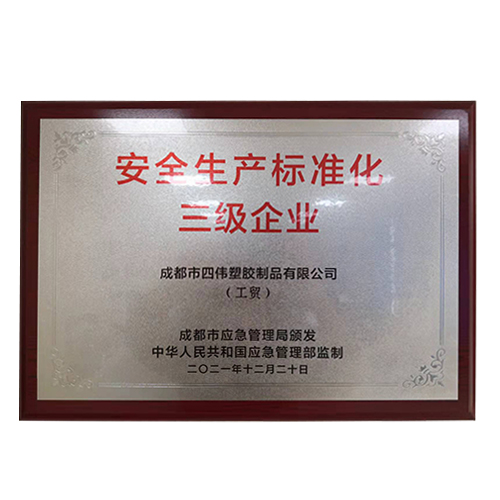 安全生产标准化
三级企业
成都市四伟塑胶制品有限公司
（工贸）
成都市应急管理局颁发
中华人民共和国应急管理部监制
二〇二一年十二月二十日